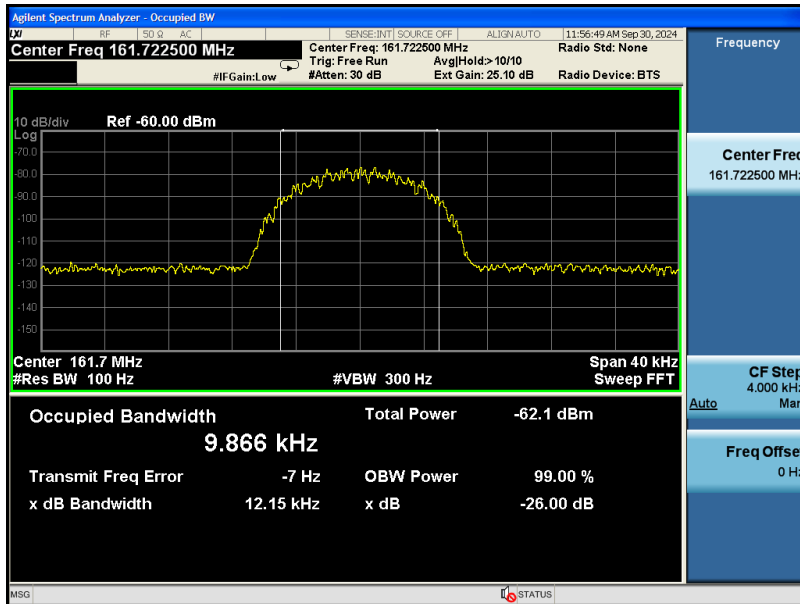 Agilent Spectrum Analyzer - Occupied BW
LXI RF 50 Ω AC SENSE:INT SOURCE OFF ALIGN AUTO 11:56:49 AM Sep 30, 2024
Center Freq 161.722500 MHz
Center Freq: 161.722500 MHz Radio Std: None
Trig: Free Run Avg|Hold:> 10/10
#IFGain:Low #Atten: 30 dB Ext Gain: 25.10 dB Radio Device: BTS
10 dB/div Ref -60.00 dBm
Log
-70.0
-80.0
-90.0
-100
-110
-120
-130
-140
-150
Center 161.7 MHz Span 40 kHz
#Res BW 100 Hz #VBW 300 Hz Sweep FFT
Occupied Bandwidth Total Power -62.1 dBm
9.866 kHz
Transmit Freq Error -7 Hz OBW Power 99.00 %
x dB Bandwidth 12.15 kHz x dB -26.00 dB
MSG STATUS
Frequency
Center Freq
161.722500 MHz
CF Step
4.000 kHz
Auto Man
Freq Offset
0 Hz